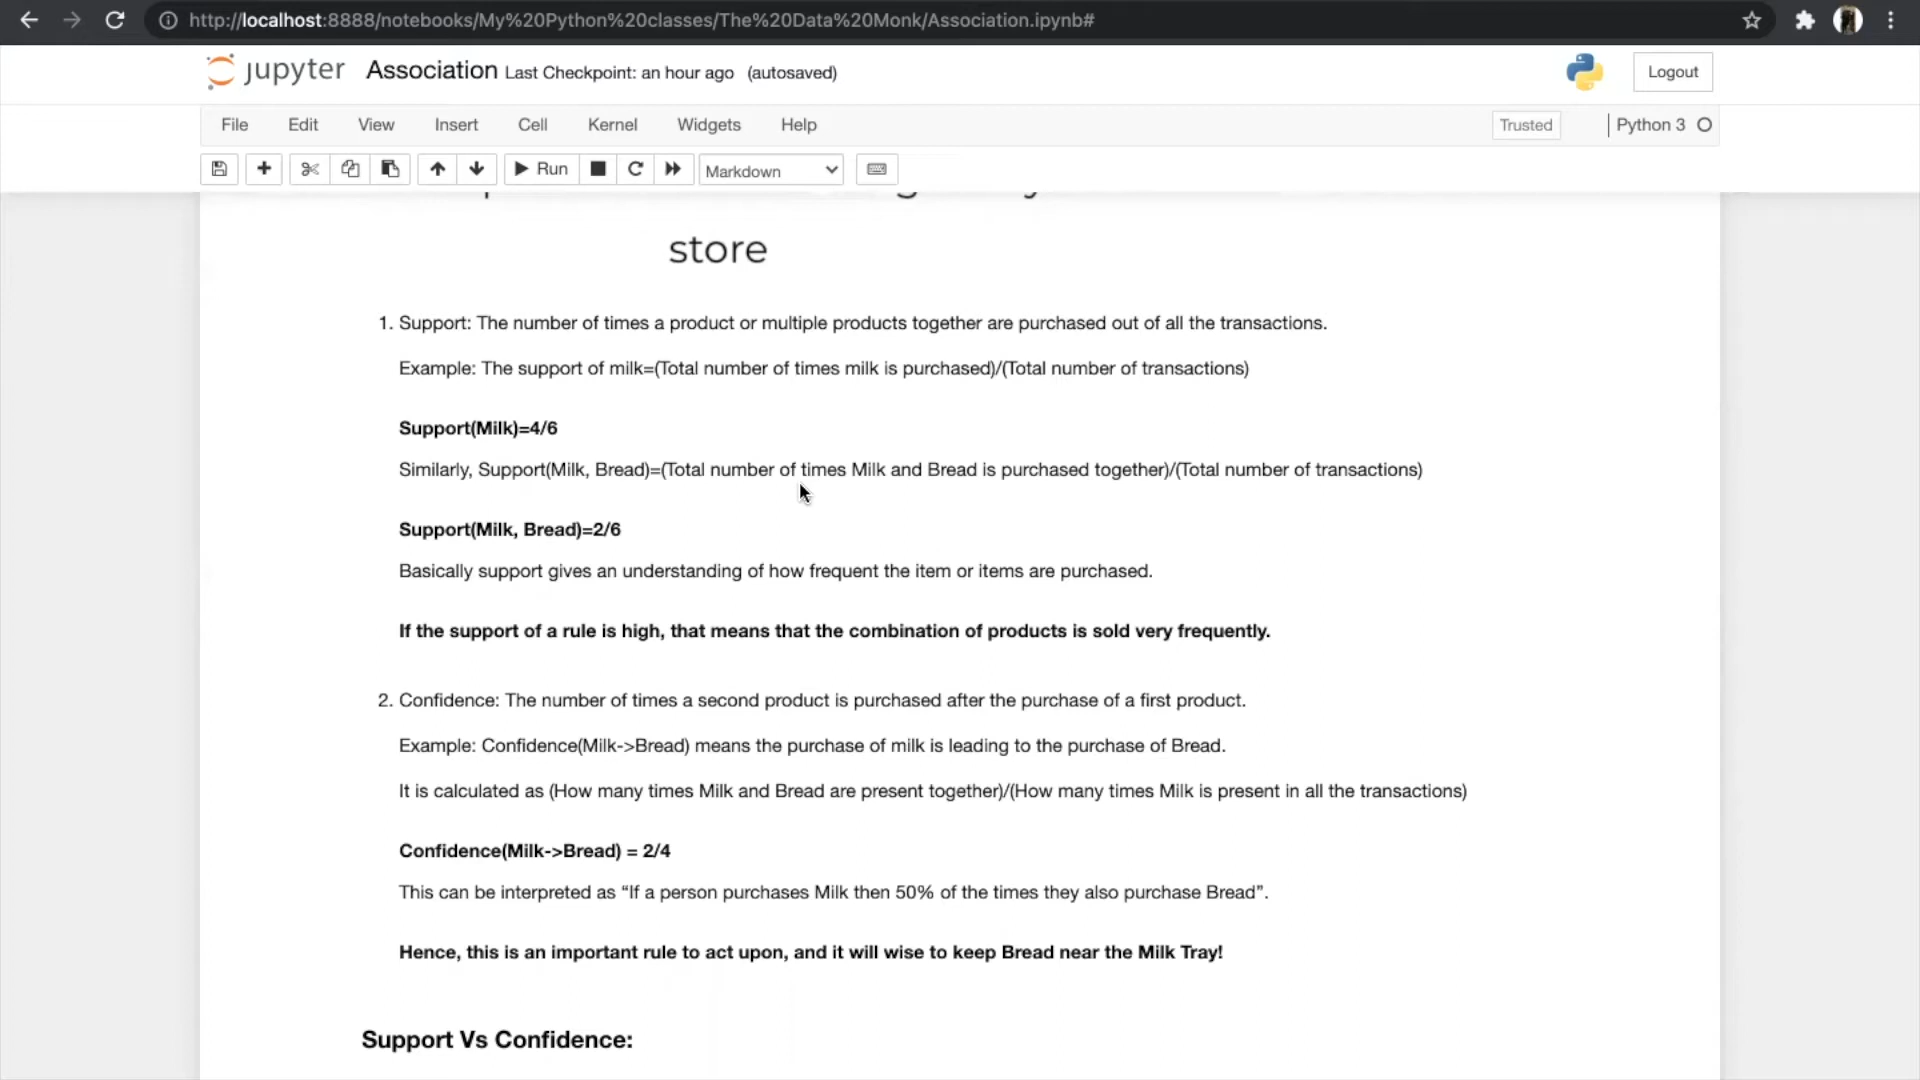 http://localhost:8888/notebooks/My%20Python%20classes/The%20Data%20Monk/Association.ipynb#
jupyter Association Last Checkpoint: an hour ago (autosaved)
Logout
File Edit View Insert Cell Kernel Widgets Help
Trusted
Python 3
Run
Markdown
store
1. Support: The number of times a product or multiple products together are purchased out of all the transactions.
Example: The support of milk=(Total number of times milk is purchased)/(Total number of transactions)
Support(Milk)=4/6
Similarly, Support(Milk, Bread)=(Total number of times Milk and Bread is purchased together)/(Total number of transactions)
Support(Milk, Bread)=2/6
Basically support gives an understanding of how frequent the item or items are purchased.
If the support of a rule is high, that means that the combination of products is sold very frequently.
2. Confidence: The number of times a second product is purchased after the purchase of a first product.
Example: Confidence(Milk->Bread) means the purchase of milk is leading to the purchase of Bread.
It is calculated as (How many times Milk and Bread are present together)/(How many times Milk is present in all the transactions)
Confidence(Milk->Bread) = 2/4
This can be interpreted as “If a person purchases Milk then 50% of the times they also purchase Bread”.
Hence, this is an important rule to act upon, and it will wise to keep Bread near the Milk Tray!
Support Vs Confidence: